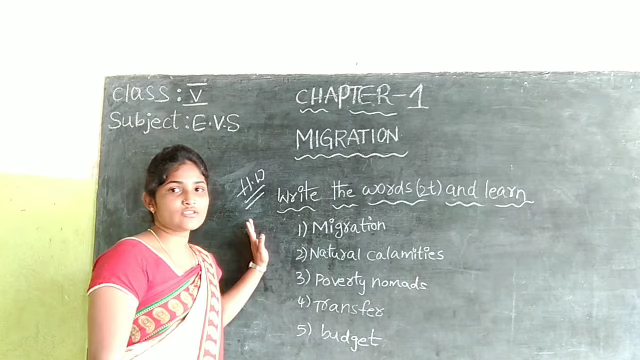 class : V
Subject : E.V.S
CHAPTER-1
MIGRATION
H.W
Write the words (2t) and learn
1) Migration
2) Natural calamities
3) Poverty nomads
4) Transfer
5) budget